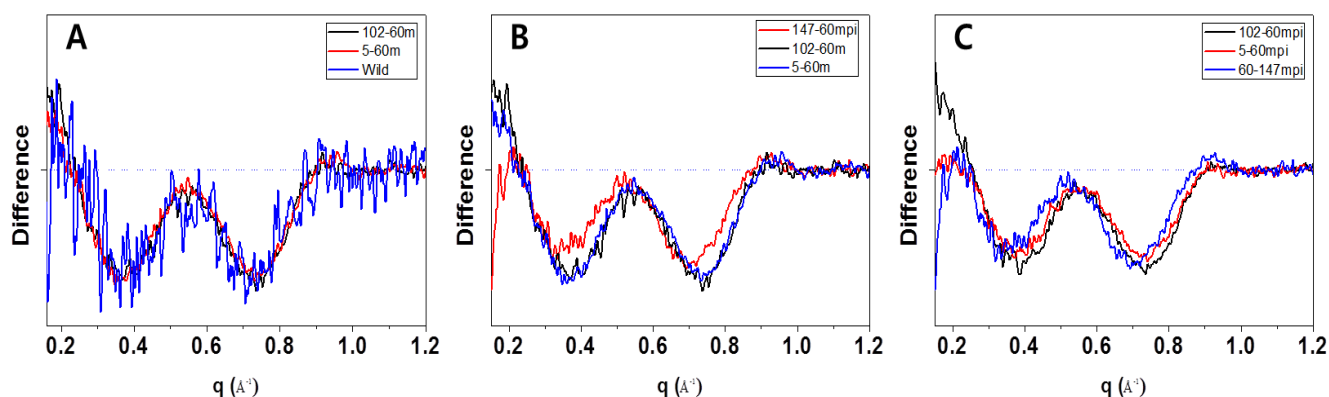 A
102-60m
5-60m
Wild
Difference
0.2 0.4 0.6 0.8 1.0 1.2
q (Å⁻¹)
B
147-60mpi
102-60m
5-60m
Difference
0.2 0.4 0.6 0.8 1.0 1.2
q (Å⁻¹)
C
102-60mpi
5-60mpi
60-147mpi
Difference
0.2 0.4 0.6 0.8 1.0 1.2
q (Å⁻¹)